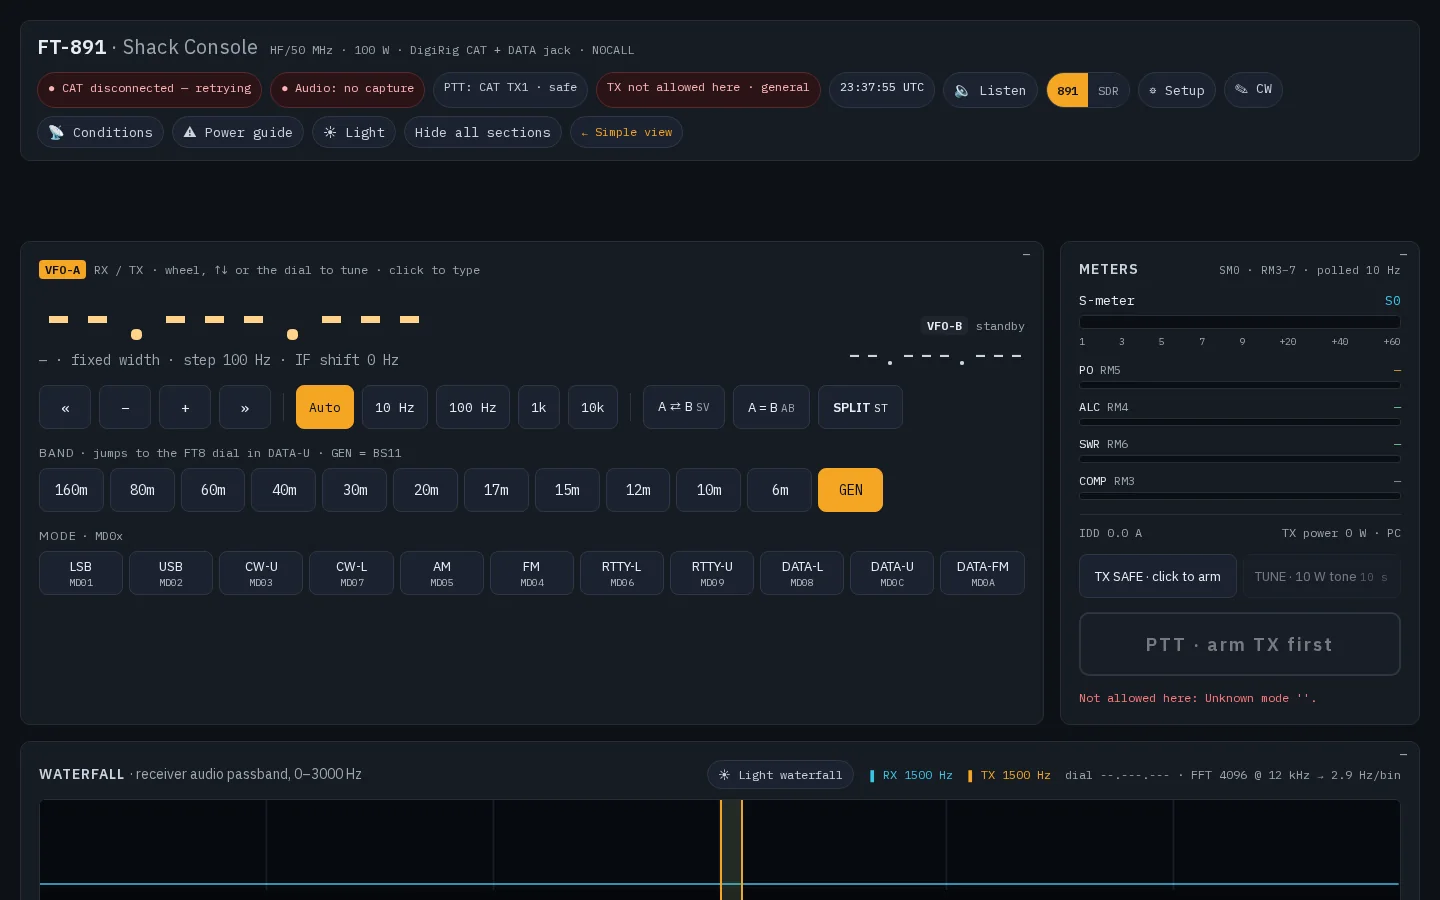 FT-891 · Shack Console HF/50 MHz · 100 W · DigiRig CAT + DATA jack · N0CALL
● CAT disconnected — retrying ● Audio: no capture PTT: CAT TX1 · safe TX not allowed here · general 23:37:55 UTC 🔈 Listen 891 SDR ⚙ Setup ✎ CW
📡 Conditions ⚠ Power guide ☀ Light Hide all sections ← Simple view
VFO-A RX / TX · wheel, ↑↓ or the dial to tune · click to type –
--.---.---
VFO-B standby
— · fixed width · step 100 Hz · IF shift 0 Hz --.---.---
« − + » Auto 10 Hz 100 Hz 1k 10k A ⇄ B SV A = B AB SPLIT ST
BAND · jumps to the FT8 dial in DATA-U · GEN = BS11
160m 80m 60m 40m 30m 20m 17m 15m 12m 10m 6m GEN
MODE · MD0x
LSB USB CW-U CW-L AM FM RTTY-L RTTY-U DATA-L DATA-U DATA-FM
MD01 MD02 MD03 MD07 MD05 MD04 MD06 MD09 MD08 MD0C MD0A
METERS SM0 · RM3–7 · polled 10 Hz –
S-meter S0
1 3 5 7 9 +20 +40 +60
PO RM5 —
ALC RM4 —
SWR RM6 —
COMP RM3 —
IDD 0.0 A TX power 0 W · PC
TX SAFE · click to arm TUNE · 10 W tone 10 s
PTT · arm TX first
Not allowed here: Unknown mode ''.
WATERFALL · receiver audio passband, 0–3000 Hz ☀ Light waterfall ▌ RX 1500 Hz ▌ TX 1500 Hz dial --.---.--- · FFT 4096 @ 12 kHz → 2.9 Hz/bin –